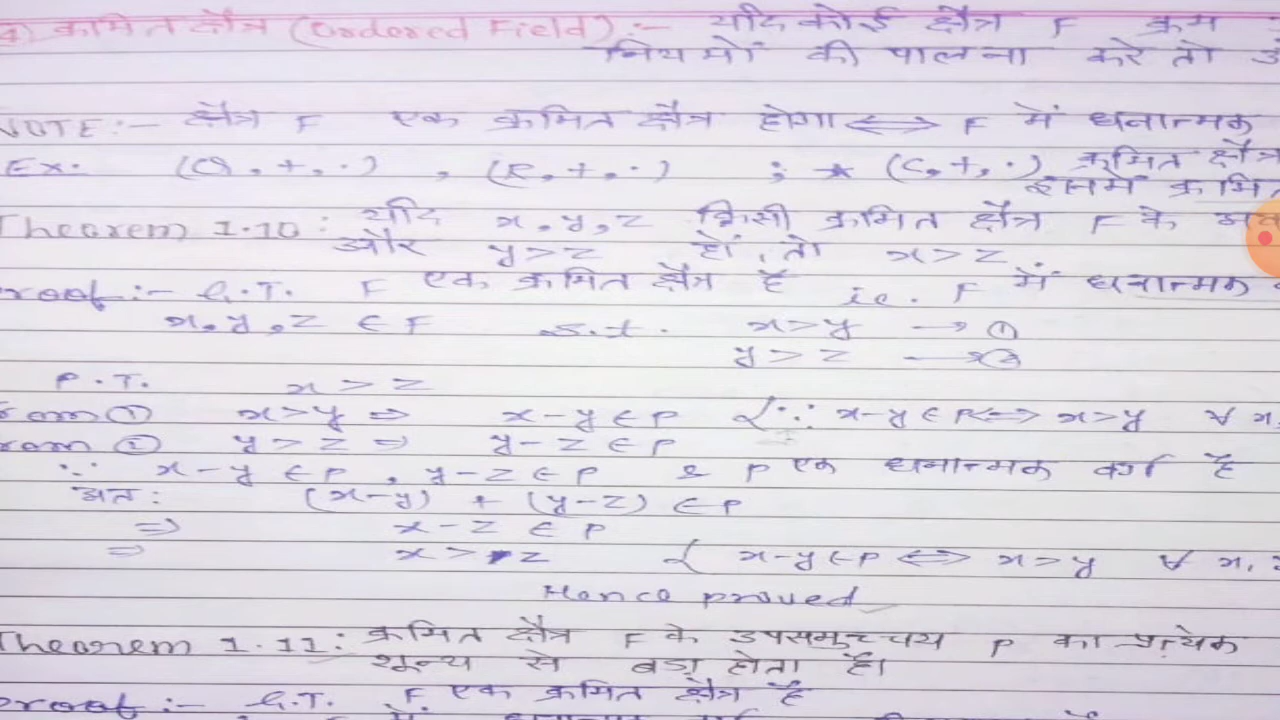 क्रमित क्षेत्र (Ordered Field) :- यदि कोई क्षेत्र F क्रम
नियमों की पालना करे तो
NOTE :- क्षेत्र F एक क्रमित क्षेत्र होगा ⟺ F में धनात्मक
Ex. (Q, +, ·) , (R, +, ·) ; * (C, +, ·) क्रमित क्षेत्र
इसमें क्रमित
Theorem 1.10 : यदि x, y, z किसी क्रमित क्षेत्र F के
और y > z हों, तो x > z
Proof :- G.T. F एक क्रमित क्षेत्र है i.e. F में धनात्मक
x, y, z ∈ F s.t. x > y → ①
y > z → ②
P.T. x > z
From ① x > y ⇒ x - y ∈ P { ∵ x - y ∈ P ⟺ x > y ∀ x,
From ② y > z ⇒ y - z ∈ P
∵ x - y ∈ P, y - z ∈ P & P एक धनात्मक वर्ग है
अतः (x - y) + (y - z) ∈ P
⇒ x - z ∈ P
⇒ x > z { x - y ∈ P ⟺ x > y ∀ x,
Hence proved
Theorem 1.11 : क्रमित क्षेत्र F के उपसमुच्चय P का प्रत्येक
शून्य से बड़ा होता है।
Proof :- G.T. F एक क्रमित क्षेत्र है